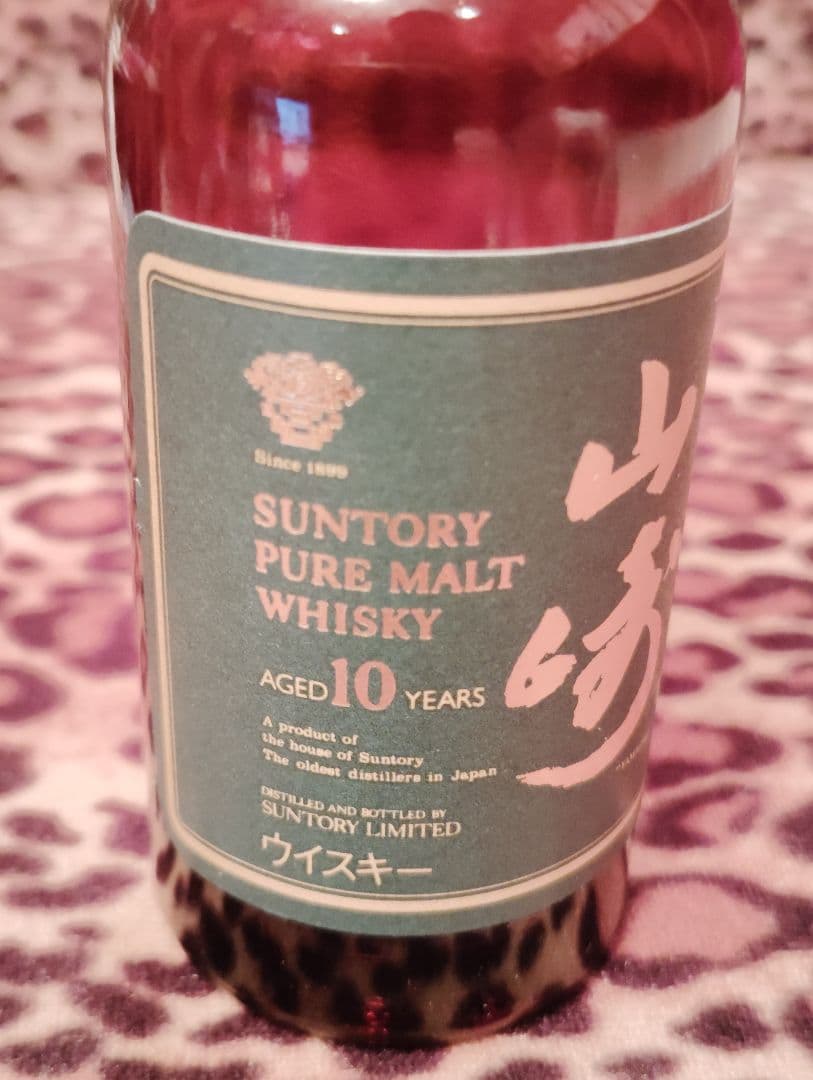 Since 1899
SUNTORY
PURE MALT
WHISKY
AGED 10 YEARS
A product of
the house of Suntory
The oldest distillers in Japan
DISTILLED AND BOTTLED BY
SUNTORY LIMITED
ウイスキー
山
崎